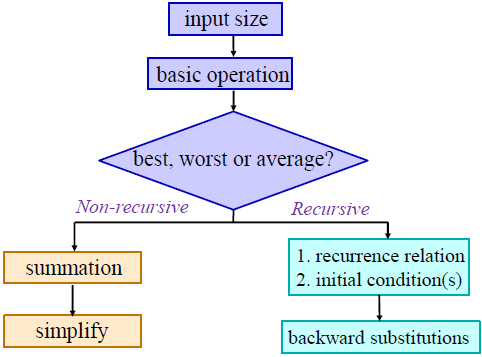 input size
basic operation
best, worst or average?
Non-recursive
Recursive
summation
1. recurrence relation
2. initial condition(s)
simplify
backward substitutions